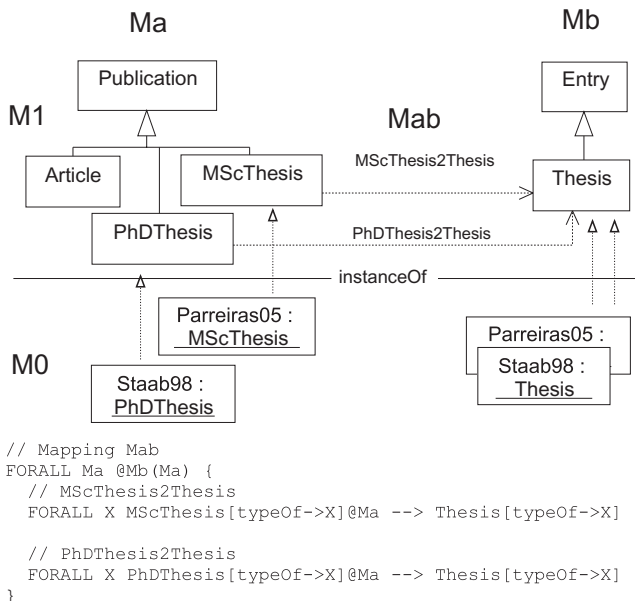 Ma
Mb
Publication
Entry
M1
Mab
Article
MScThesis
MScThesis2Thesis
Thesis
PhDThesis
PhDThesis2Thesis
instanceOf
Parreiras05 :
MScThesis
Parreiras05 :
M0
Staab98 :
PhDThesis
Staab98 :
Thesis
// Mapping Mab
FORALL Ma @Mb(Ma) {
// MScThesis2Thesis
FORALL X MScThesis[typeOf->X]@Ma --> Thesis[typeOf->X]
// PhDThesis2Thesis
FORALL X PhDThesis[typeOf->X]@Ma --> Thesis[typeOf->X]
}